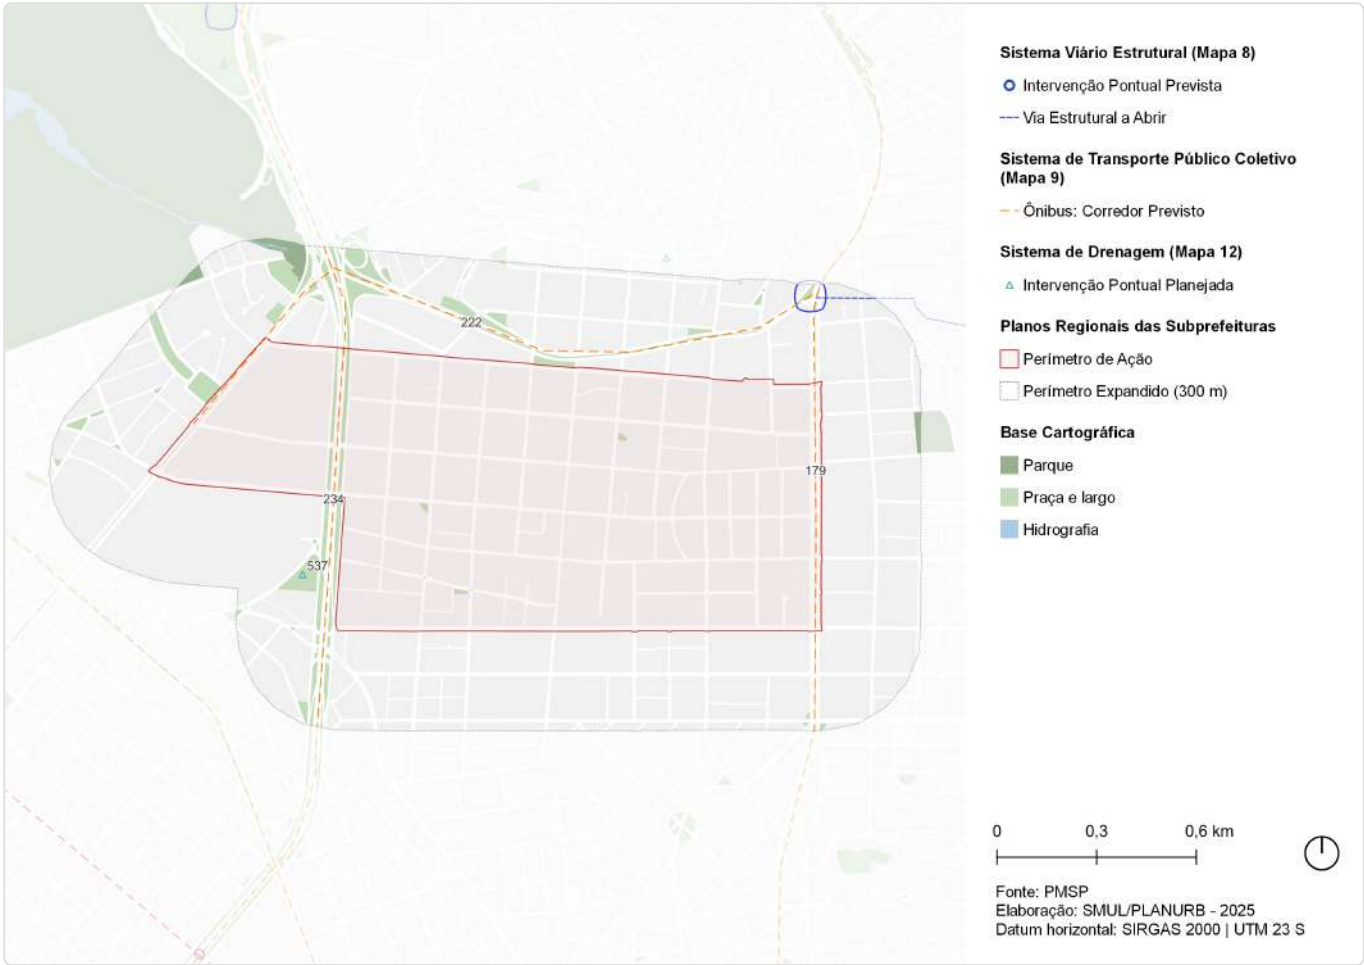 Sistema Viário Estrutural (Mapa 8)
Intervenção Pontual Prevista
Via Estrutural a Abrir
Sistema de Transporte Público Coletivo
(Mapa 9)
Ônibus: Corredor Previsto
Sistema de Drenagem (Mapa 12)
Intervenção Pontual Planejada
Planos Regionais das Subprefeituras
Perímetro de Ação
Perímetro Expandido (300 m)
Base Cartográfica
Parque
Praça e largo
Hidrografia
222
179
234
537
0 0,3 0,6 km
Fonte: PMSP
Elaboração: SMUL/PLANURB - 2025
Datum horizontal: SIRGAS 2000 | UTM 23 S